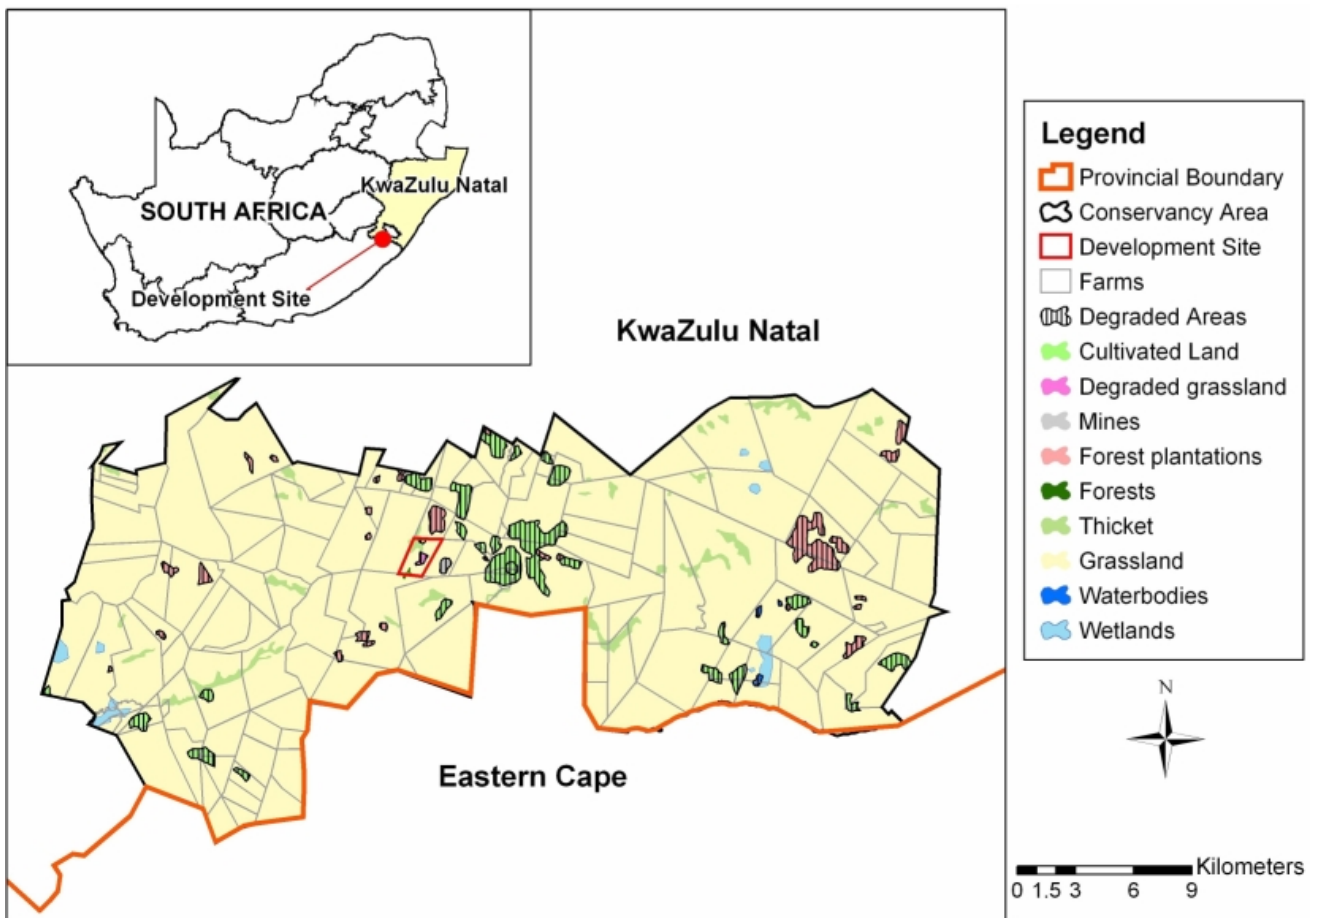 KwaZulu Natal
SOUTH AFRICA
Development Site
KwaZulu Natal
Eastern Cape
Legend
Provincial Boundary
Conservancy Area
Development Site
Farms
Degraded Areas
Cultivated Land
Degraded grassland
Mines
Forest plantations
Forests
Thicket
Grassland
Waterbodies
Wetlands
N
Kilometers
0 1.5 3 6 9